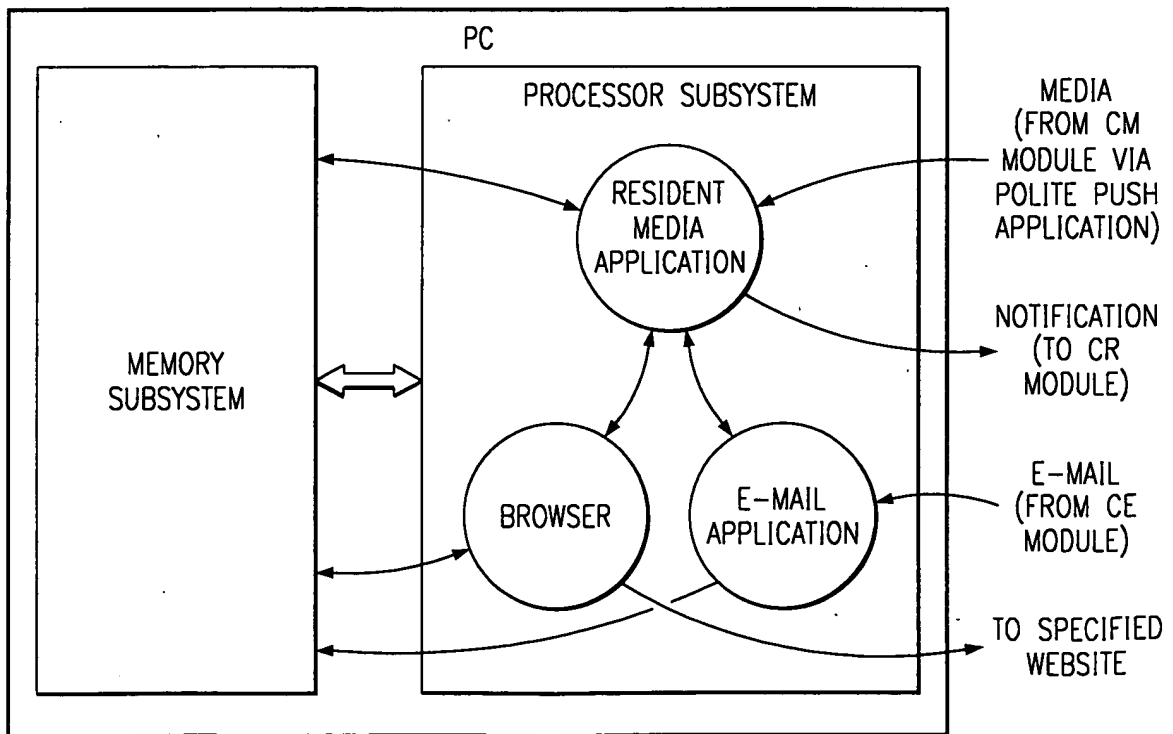 PC
MEMORY
SUBSYSTEM
PROCESSOR SUBSYSTEM
RESIDENT
MEDIA
APPLICATION
BROWSER
E-MAIL
APPLICATION
MEDIA
(FROM CM
MODULE VIA
POLITE PUSH
APPLICATION)
NOTIFICATION
(TO CR
MODULE)
E-MAIL
(FROM CE
MODULE)
TO SPECIFIED
WEBSITE